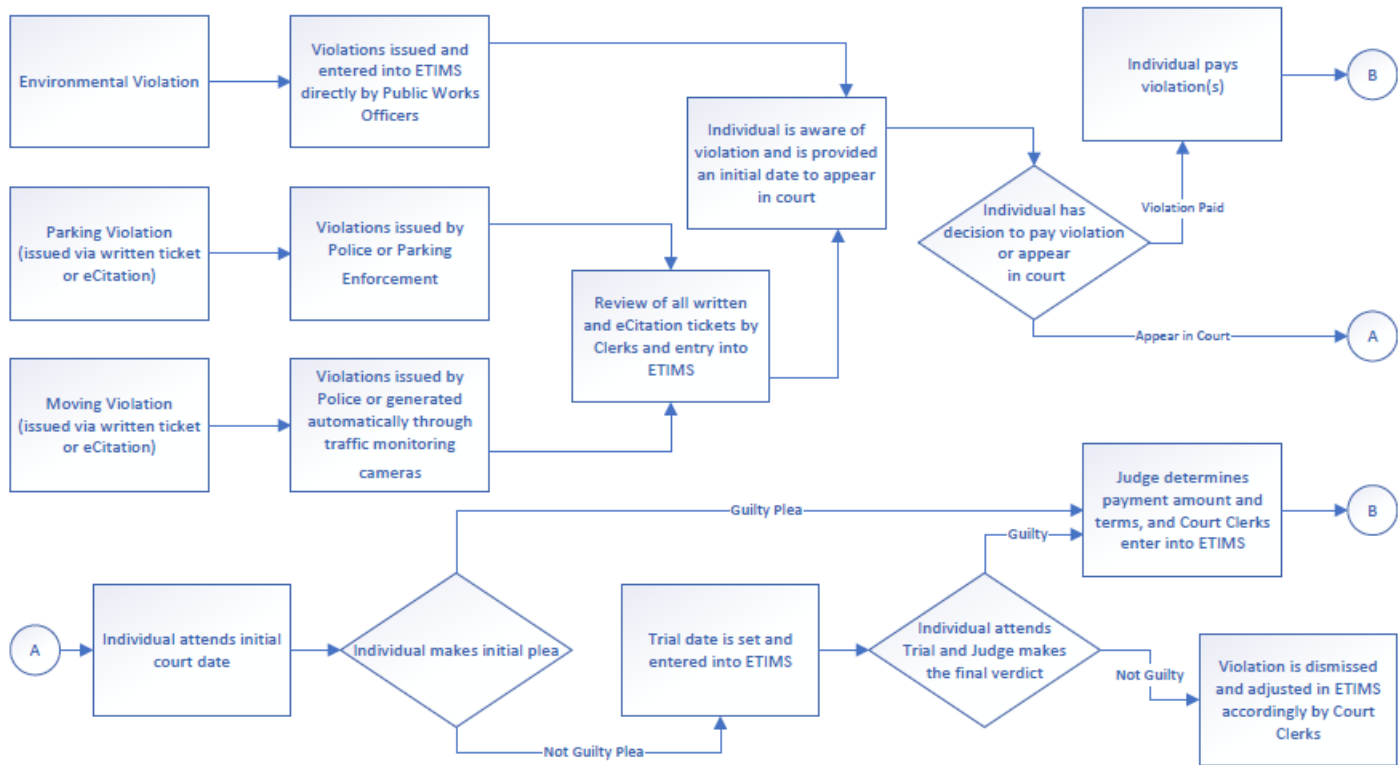 Environmental Violation
Violations issued and
entered into ETIMS
directly by Public Works
Officers
Individual is aware of
violation and is provided
an initial date to appear
in court
Individual pays
violation(s)
B
Parking Violation
(issued via written ticket
or eCitation)
Violations issued by
Police or Parking
Enforcement
Review of all written
and eCitation tickets by
Clerks and entry into
ETIMS
Individual has
decision to pay violation
or appear
in court
Violation Paid
Appear in Court
A
Moving Violation
(issued via written ticket
or eCitation)
Violations issued by
Police or generated
automatically through
traffic monitoring
cameras
Guilty Plea
Guilty
Judge determines
payment amount and
terms, and Court Clerks
enter into ETIMS
B
A
Individual attends initial
court date
Individual makes initial plea
Not Guilty Plea
Trial date is set and
entered into ETIMS
Individual attends
Trial and Judge makes
the final verdict
Not Guilty
Violation is dismissed
and adjusted in ETIMS
accordingly by Court
Clerks